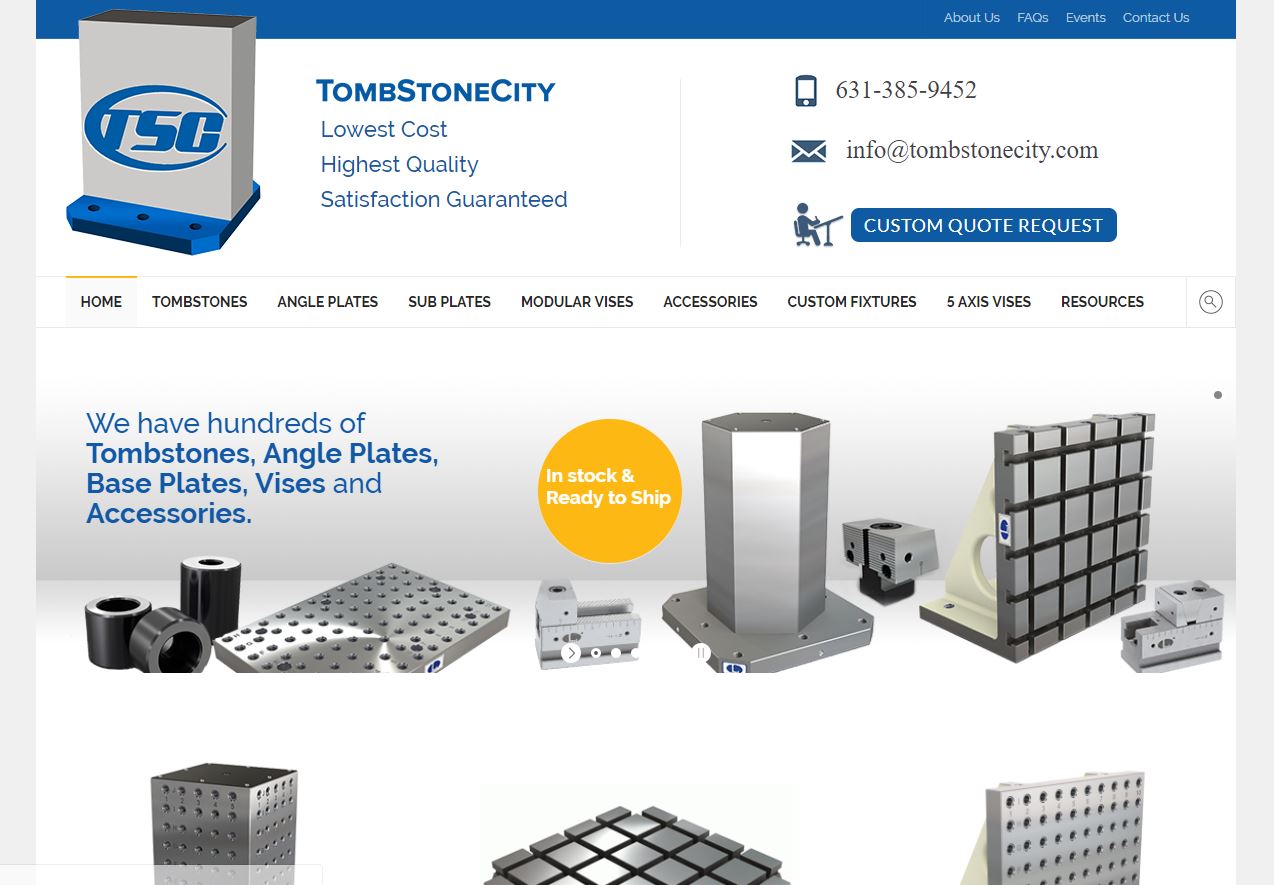 About Us FAQs Events Contact Us
TSC
TOMBSTONECITY
Lowest Cost
Highest Quality
Satisfaction Guaranteed
631-385-9452
info@tombstonecity.com
CUSTOM QUOTE REQUEST
HOME TOMBSTONES ANGLE PLATES SUB PLATES MODULAR VISES ACCESSORIES CUSTOM FIXTURES 5 AXIS VISES RESOURCES
We have hundreds of
Tombstones, Angle Plates,
Base Plates, Vises and
Accessories.
In stock &
Ready to Ship